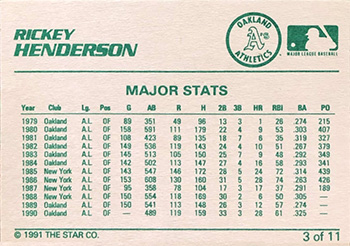 RICKEY
HENDERSON
OAKLAND
A's
ATHLETICS
MAJOR LEAGUE BASEBALL
MAJOR STATS
Year Club Lg. Pos G AB R H 2B 3B HR RBI BA PO
1979 Oakland A.L. OF 89 351 49 96 13 3 1 26 274 215
1980 Oakland A.L. OF 158 591 111 179 22 4 9 53 303 407
1981 Oakland A.L. OF 108 423 89 135 18 7 6 35 319 327
1982 Oakland A.L. OF 149 536 119 143 24 4 10 51 267 379
1983 Oakland A.L. OF 145 513 105 150 25 7 9 48 292 349
1984 Oakland A.L. OF 142 502 113 147 27 4 16 58 293 341
1985 New York A.L. OF 143 547 146 172 28 5 24 72 314 439
1986 New York A.L. OF 153 608 130 160 31 5 28 74 263 426
1987 New York A.L. OF 95 358 78 104 17 3 17 37 291 189
1988 New York A.L. OF 140 554 118 169 30 2 6 50 305 —
1989 Oakland A.L. OF 150 541 113 148 26 3 12 57 274 —
1990 Oakland A.L. OF — 489 119 159 33 3 28 61 325 —
© 1991 THE STAR CO.
3 of 11